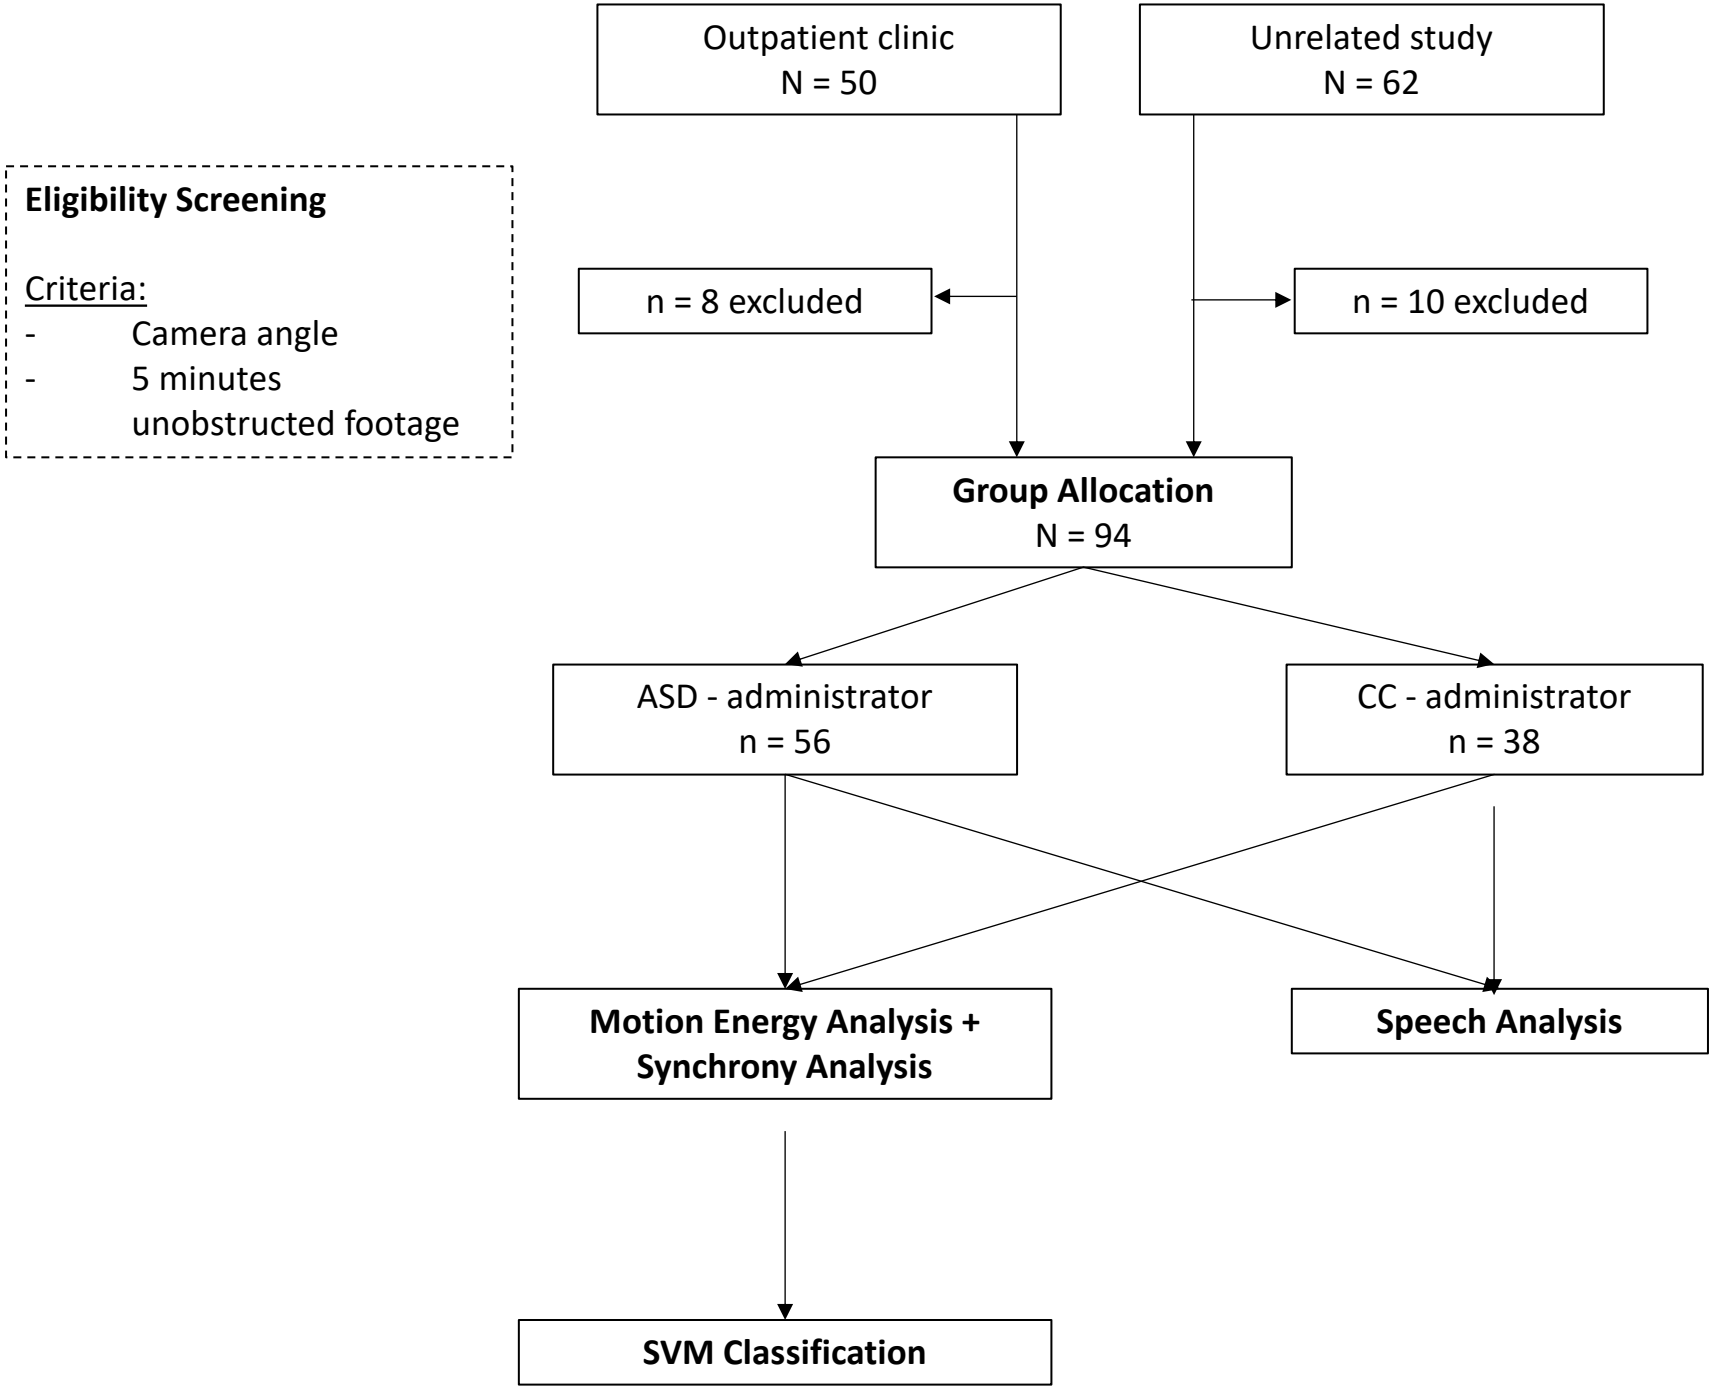 Outpatient clinic
N = 50
Unrelated study
N = 62
Eligibility Screening
Criteria:
- Camera angle
- 5 minutes
unobstructed footage
n = 8 excluded
n = 10 excluded
Group Allocation
N = 94
ASD - administrator
n = 56
CC - administrator
n = 38
Motion Energy Analysis +
Synchrony Analysis
Speech Analysis
SVM Classification